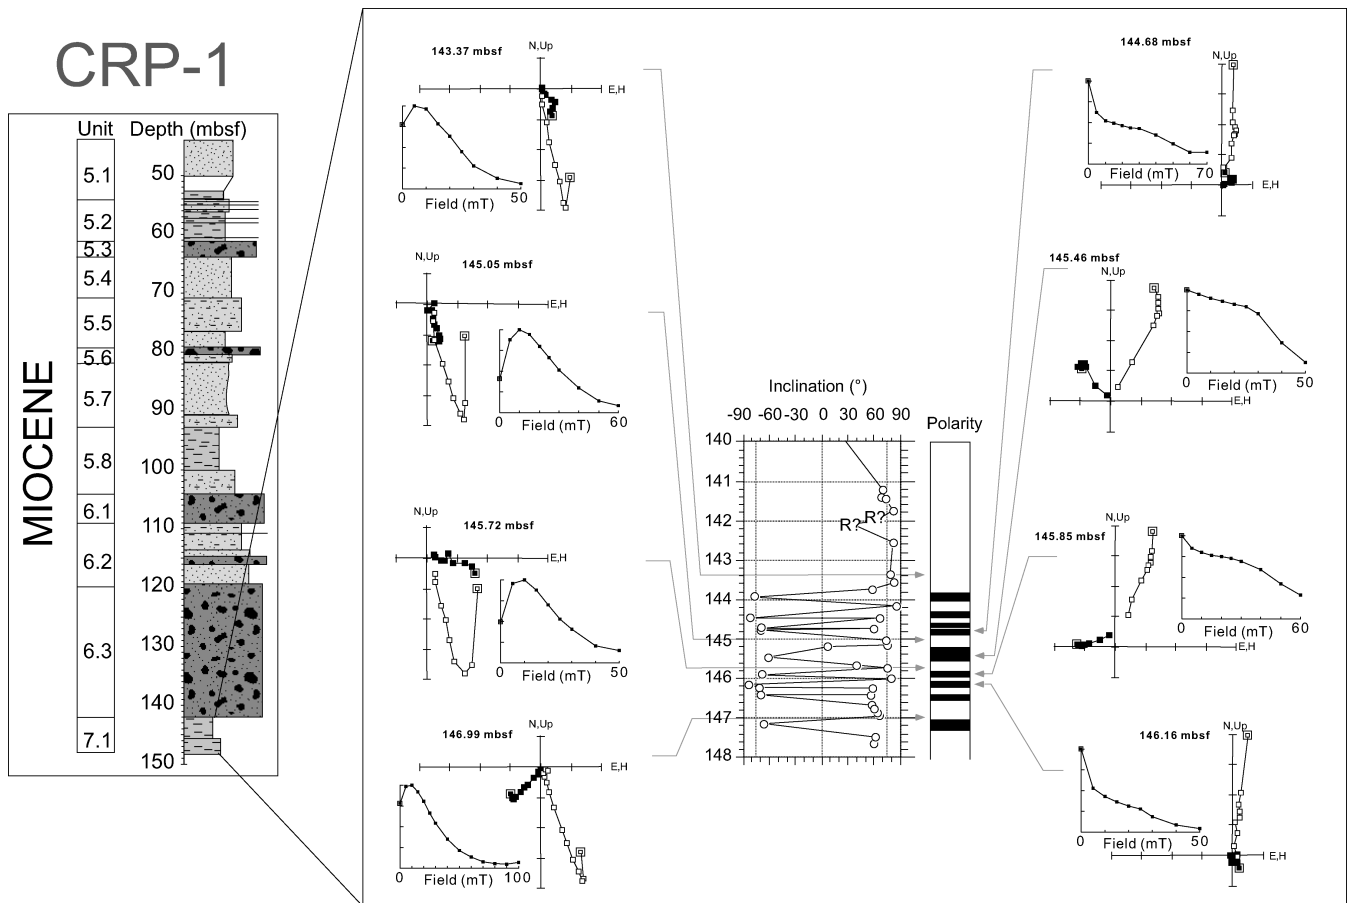 CRP-1
Unit Depth (mbsf)
MIOCENE
5.1
5.2
5.3
5.4
5.5
5.6
5.7
5.8
6.1
6.2
6.3
7.1
50
60
70
80
90
100
110
120
130
140
150
143.37 mbsf
N,Up
E,H
0 50
Field (mT)
145.05 mbsf
N,Up
E,H
0 60
Field (mT)
145.72 mbsf
N,Up
E,H
0 50
Field (mT)
146.99 mbsf
N,Up
E,H
0 100
Field (mT)
Inclination (°)
-90 -60 -30 0 30 60 90
Polarity
140
141
142
143
144
145
146
147
148
R? R?
144.68 mbsf
N,Up
E,H
0 70
Field (mT)
145.46 mbsf
N,Up
E,H
0 50
Field (mT)
145.85 mbsf
N,Up
E,H
0 60
Field (mT)
146.16 mbsf
N,Up
E,H
0 50
Field (mT)